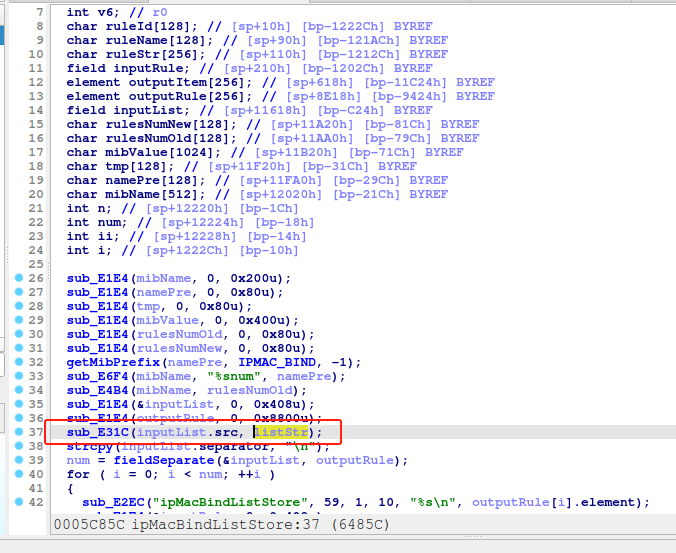 7 int v6; // r0
8 char ruleId[128]; // [sp+10h] [bp-1222Ch] BYREF
9 char ruleName[128]; // [sp+90h] [bp-121ACh] BYREF
10 char ruleStr[256]; // [sp+110h] [bp-1212Ch] BYREF
11 field inputRule; // [sp+210h] [bp-1202Ch] BYREF
12 element outputItem[256]; // [sp+618h] [bp-11C24h] BYREF
13 element outputRule[256]; // [sp+8E18h] [bp-9424h] BYREF
14 field inputList; // [sp+11618h] [bp-C24h] BYREF
15 char rulesNumNew[128]; // [sp+11A20h] [bp-81Ch] BYREF
16 char rulesNumOld[128]; // [sp+11AA0h] [bp-79Ch] BYREF
17 char mibValue[1024]; // [sp+11B20h] [bp-71Ch] BYREF
18 char tmp[128]; // [sp+11F20h] [bp-31Ch] BYREF
19 char namePre[128]; // [sp+11FA0h] [bp-29Ch] BYREF
20 char mibName[512]; // [sp+12020h] [bp-21Ch] BYREF
21 int n; // [sp+12220h] [bp-1Ch]
22 int num; // [sp+12224h] [bp-18h]
23 int ii; // [sp+12228h] [bp-14h]
24 int i; // [sp+1222Ch] [bp-10h]
25
26 sub_E1E4(mibName, 0, 0x200u);
27 sub_E1E4(namePre, 0, 0x80u);
28 sub_E1E4(tmp, 0, 0x80u);
29 sub_E1E4(mibValue, 0, 0x400u);
30 sub_E1E4(rulesNumOld, 0, 0x80u);
31 sub_E1E4(rulesNumNew, 0, 0x80u);
32 getMibPrefix(namePre, IPMAC_BIND, -1);
33 sub_E6F4(mibName, "%snum", namePre);
34 sub_E4B4(mibName, rulesNumOld);
35 sub_E1E4(&inputList, 0, 0x408u);
36 sub_E1E4(outputRule, 0, 0x8800u);
37 sub_E31C(inputList.src, listStr);
38 strcpy(inputList.separator, "\n");
39 num = fieldSeparate(&inputList, outputRule);
40 for ( i = 0; i < num; ++i )
41 {
42 sub_E2EC("ipMacBindListStore", 59, 1, 10, "%s\n", outputRule[i].element);
0005C85C ipMacBindListStore:37 (6485C)